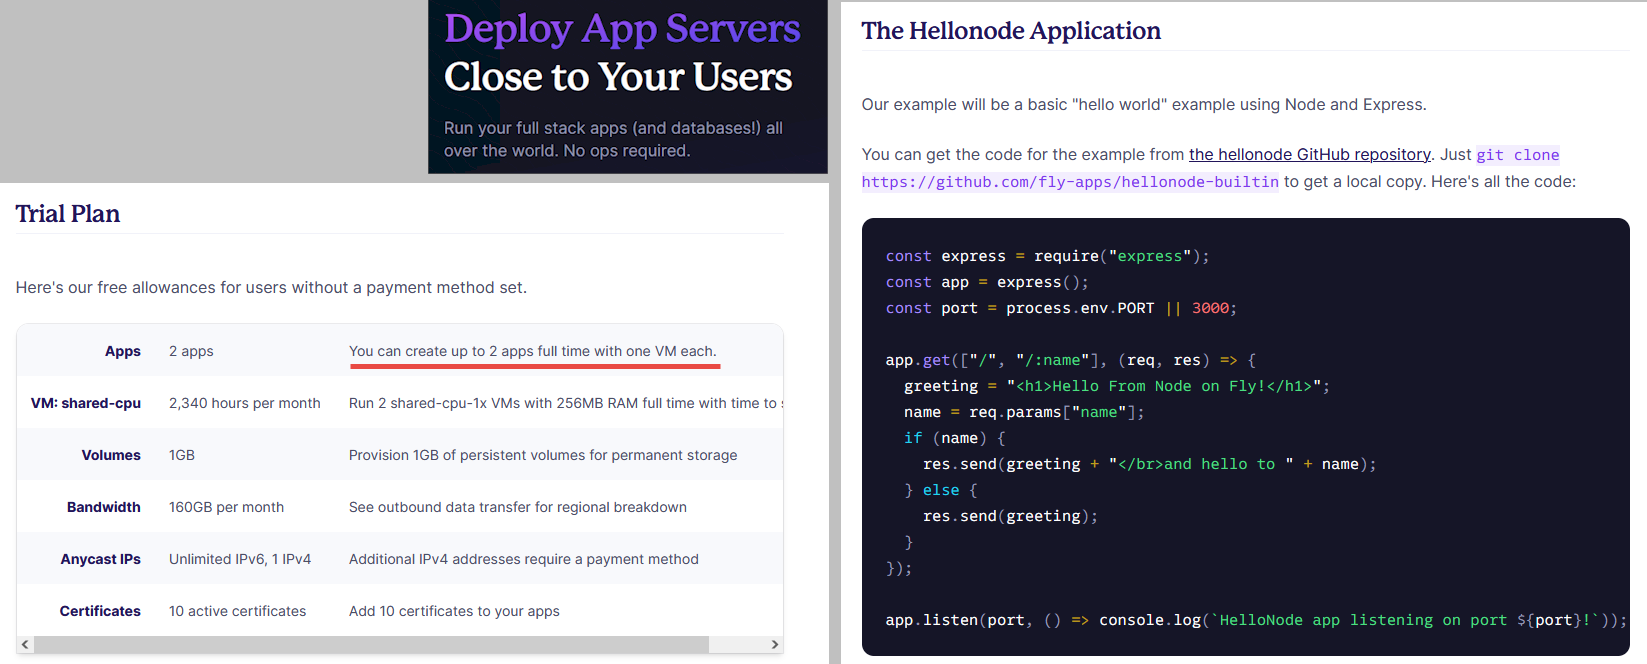 Deploy App Servers
Close to Your Users
Run your full stack apps (and databases!) all
over the world. No ops required.
Trial Plan
Here's our free allowances for users without a payment method set.
Apps 2 apps You can create up to 2 apps full time with one VM each.
VM: shared-cpu 2,340 hours per month Run 2 shared-cpu-1x VMs with 256MB RAM full time with time to
Volumes 1GB Provision 1GB of persistent volumes for permanent storage
Bandwidth 160GB per month See outbound data transfer for regional breakdown
Anycast IPs Unlimited IPv6, 1 IPv4 Additional IPv4 addresses require a payment method
Certificates 10 active certificates Add 10 certificates to your apps
The Hellonode Application
Our example will be a basic "hello world" example using Node and Express.
You can get the code for the example from the hellonode GitHub repository. Just git clone
https://github.com/fly-apps/hellonode-builtin to get a local copy. Here's all the code:
const express = require("express");
const app = express();
const port = process.env.PORT || 3000;
app.get(["/", "/:name"], (req, res) => {
  greeting = "<h1>Hello From Node on Fly!</h1>";
  name = req.params["name"];
  if (name) {
    res.send(greeting + "</br>and hello to " + name);
  } else {
    res.send(greeting);
  }
});
app.listen(port, () => console.log(`HelloNode app listening on port ${port}!`));